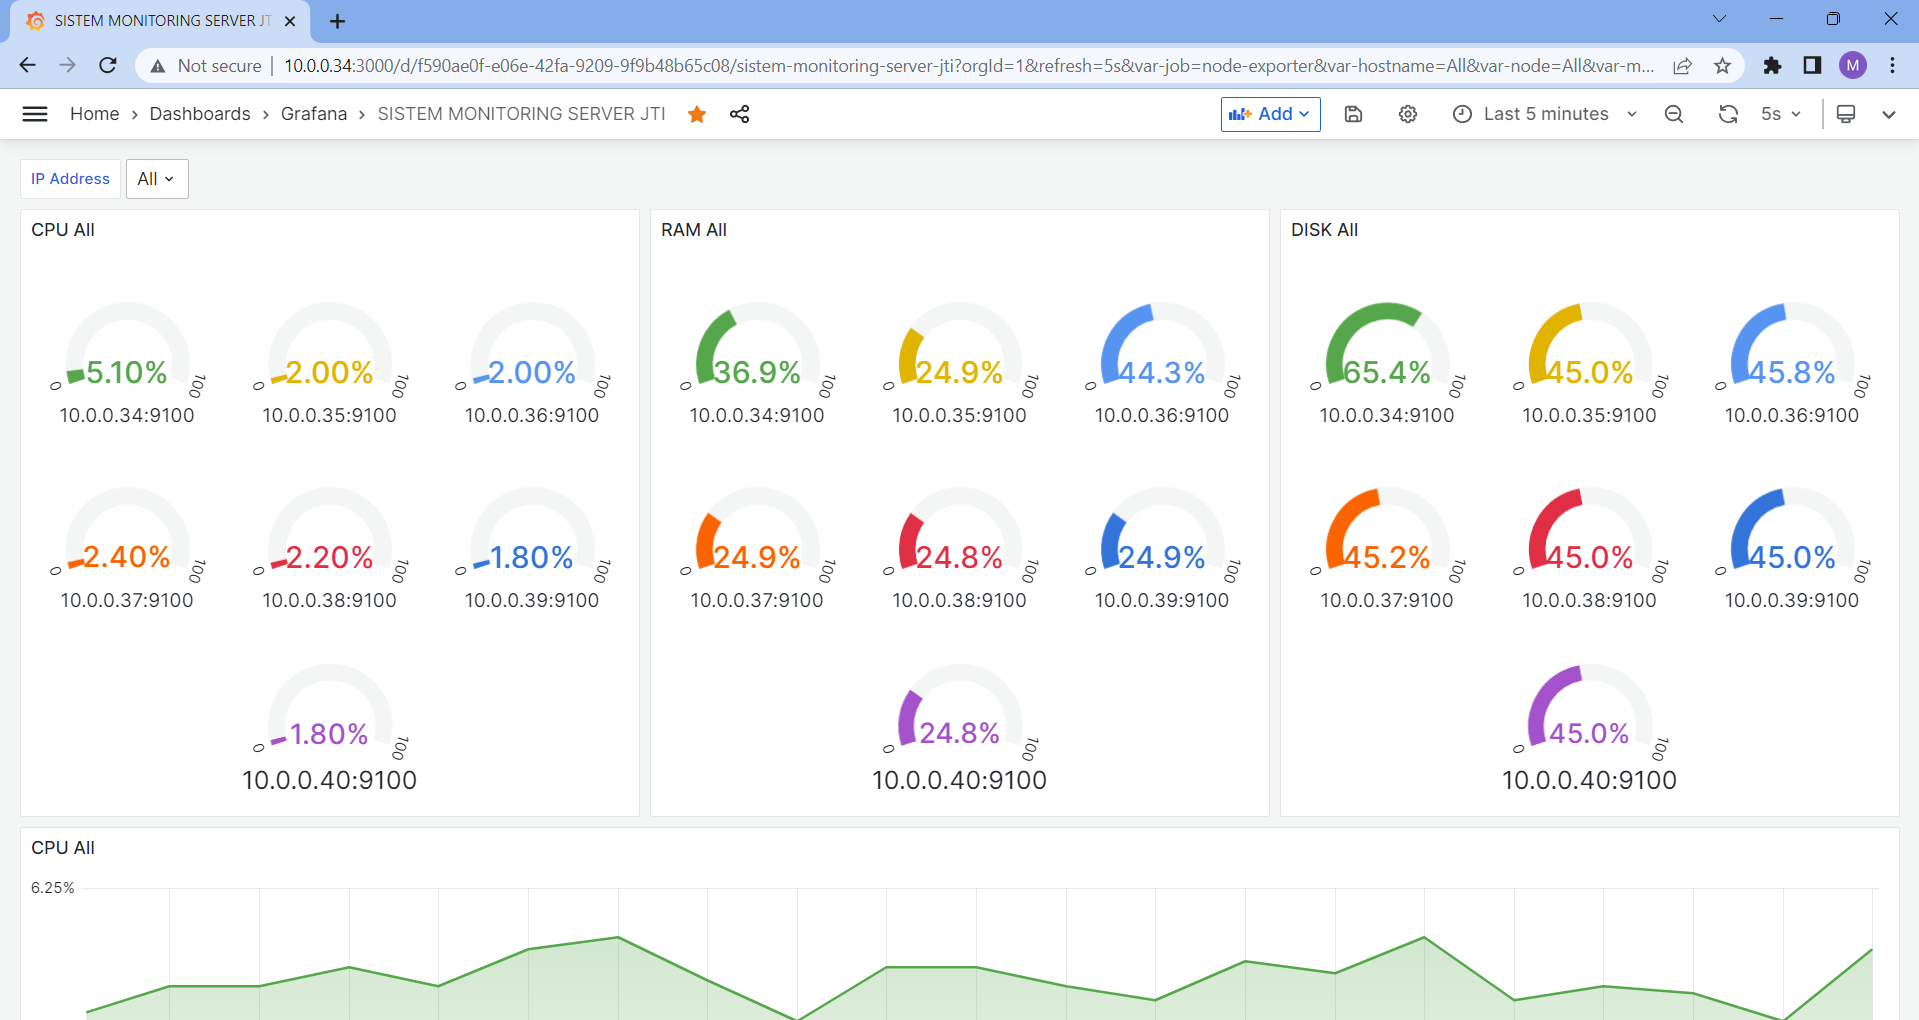 SISTEM MONITORING SERVER JT
Not secure
10.0.0.34:3000/d/f590ae0f-e06e-42fa-9209-9f9b48b65c08/sistem-monitoring-server-jti?orgId=1&refresh=5s&var-job=node-exporter&var-hostname=All&var-node=All&var-m...
M
Home › Dashboards › Grafana › SISTEM MONITORING SERVER JTI
Add
Last 5 minutes
5s
IP Address
All
CPU All
5.10% 2.00% 2.00%
0 100 0 100 0 100
10.0.0.34:9100 10.0.0.35:9100 10.0.0.36:9100
2.40% 2.20% 1.80%
0 100 0 100 0 100
10.0.0.37:9100 10.0.0.38:9100 10.0.0.39:9100
1.80%
0 100
10.0.0.40:9100
RAM All
36.9% 24.9% 44.3%
0 100 0 100 0 100
10.0.0.34:9100 10.0.0.35:9100 10.0.0.36:9100
24.9% 24.8% 24.9%
0 100 0 100 0 100
10.0.0.37:9100 10.0.0.38:9100 10.0.0.39:9100
24.8%
0 100
10.0.0.40:9100
DISK All
65.4% 45.0% 45.8%
0 100 0 100 0 100
10.0.0.34:9100 10.0.0.35:9100 10.0.0.36:9100
45.2% 45.0% 45.0%
0 100 0 100 0 100
10.0.0.37:9100 10.0.0.38:9100 10.0.0.39:9100
45.0%
0 100
10.0.0.40:9100
CPU All
6.25%